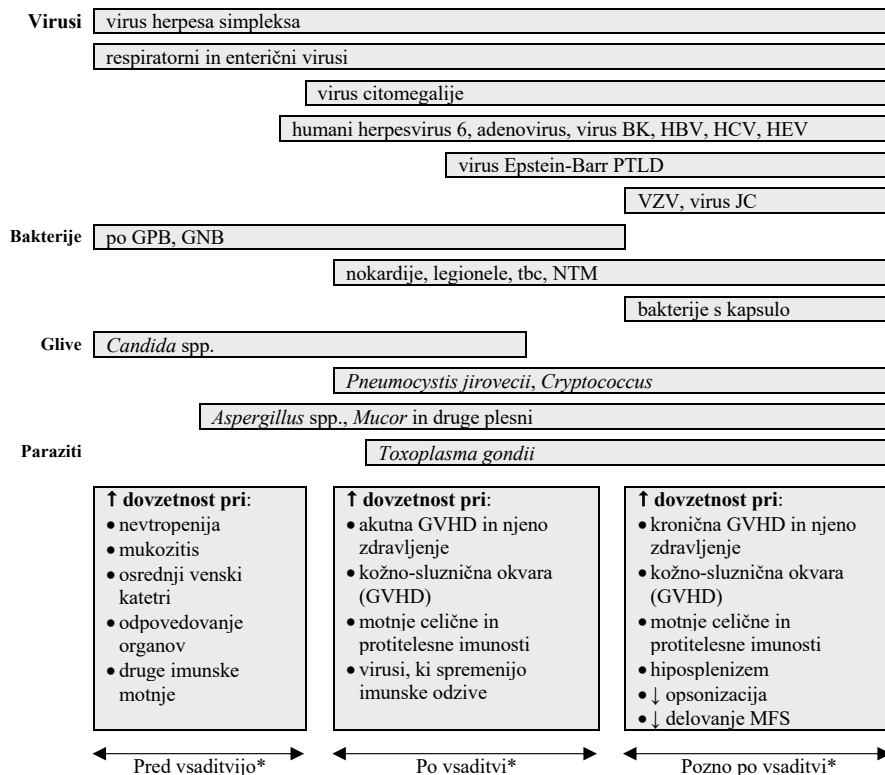 Virusi
virus herpesa simpleksa
respiratorni in enterični virusi
virus citomegalije
humani herpesvirus 6, adenovirus, virus BK, HBV, HCV, HEV
virus Epstein-Barr PTLD
VZV, virus JC
Bakterije
po GPB, GNB
nokardije, legionele, tbc, NTM
bakterije s kapsulo
Glive
Candida spp.
Pneumocystis jirovecii, Cryptococcus
Aspergillus spp., Mucor in druge plesni
Paraziti
Toxoplasma gondii
↑ dovzetnost pri:
• nevtropenija
• mukozitis
• osrednji venski
katetri
• odpovedovanje
organov
• druge imunske
motnje
↑ dovzetnost pri:
• akutna GVHD in njeno
zdravljenje
• kožno-sluznična okvara
(GVHD)
• motnje celične in
protitelesne imunosti
• virusi, ki spremenijo
imunske odzive
↑ dovzetnost pri:
• kronična GVHD in njeno
zdravljenje
• kožno-sluznična okvara
(GVHD)
• motnje celične in
protitelesne imunosti
• hiposplenizem
• ↓ opsonizacija
• ↓ delovanje MFS
Pred vsaditvijo*
Po vsaditvi*
Pozno po vsaditvi*